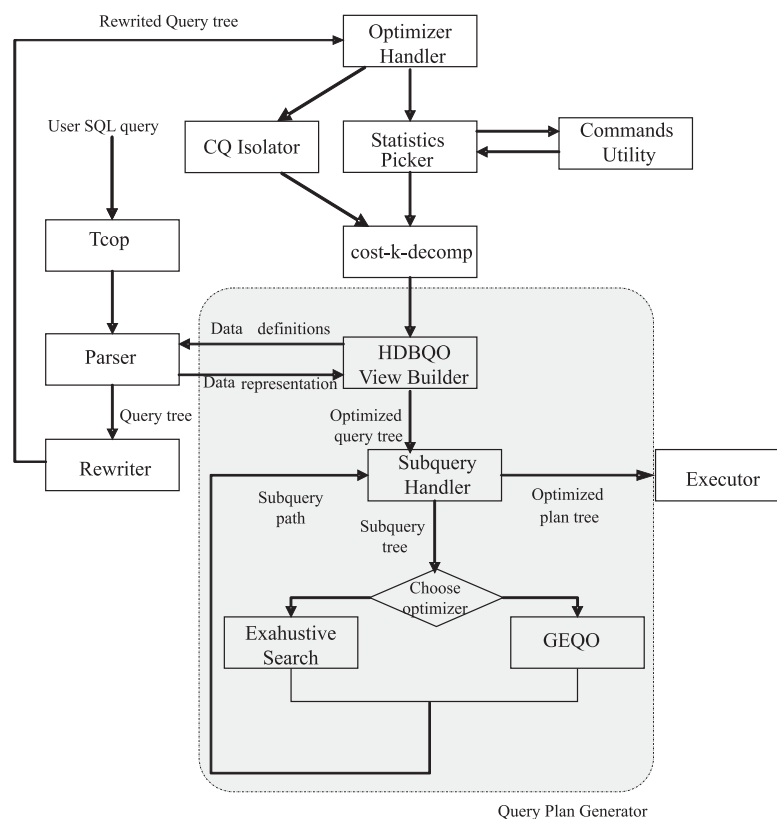 Rewrited Query tree
Optimizer
Handler
User SQL query
CQ Isolator
Statistics
Picker
Commands
Utility
Tcop
cost-k-decomp
Data definitions
Parser
HDBQO
View Builder
Data representation
Query tree
Optimized
query tree
Rewriter
Subquery
Handler
Executor
Subquery
path
Optimized
plan tree
Subquery
tree
Choose
optimizer
Exahustive
Search
GEQO
Query Plan Generator